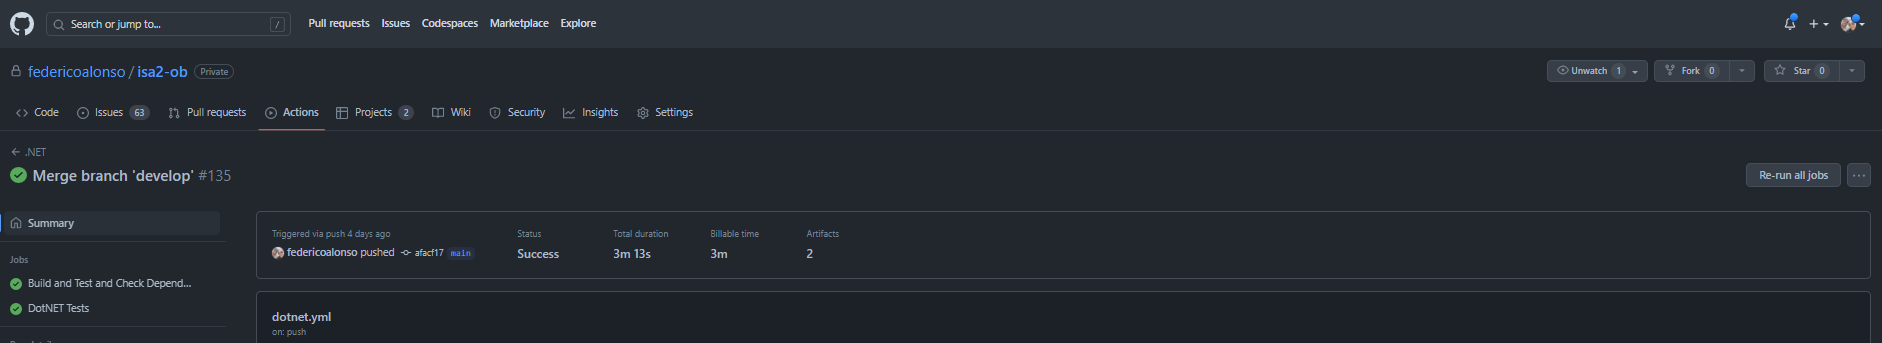 Search or jump to... /
Pull requests Issues Codespaces Marketplace Explore
federicoalonso / isa2-ob Private
Unwatch 1 Fork 0 Star 0
Code Issues 63 Pull requests Actions Projects 2 Wiki Security Insights Settings
← .NET
Merge branch 'develop' #135
Re-run all jobs ...
Summary
Triggered via push 4 days ago Status Total duration Billable time Artifacts
federicoalonso pushed afacf17 main Success 3m 13s 3m 2
Jobs
Build and Test and Check Depend...
DotNET Tests
dotnet.yml
on: push